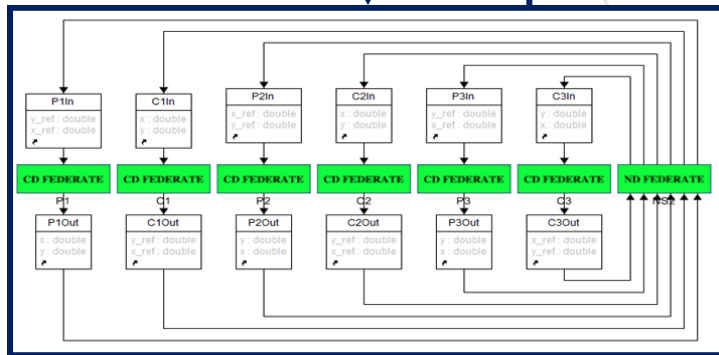 P1In
y_ref : double
x_ref : double
C1In
x : double
y : double
P2In
x_ref : double
y_ref : double
C2In
x : double
y : double
P3In
x_ref : double
y_ref : double
C3In
y : double
x : double
CD FEDERATE
CD FEDERATE
CD FEDERATE
CD FEDERATE
CD FEDERATE
CD FEDERATE
ND FEDERATE
P1
C1
P2
C2
P3
C3
NS2
P1Out
x : double
y : double
C1Out
y_ref : double
x_ref : double
P2Out
x : double
y : double
C2Out
y_ref : double
x_ref : double
P3Out
y : double
x : double
C3Out
x_ref : double
y_ref : double